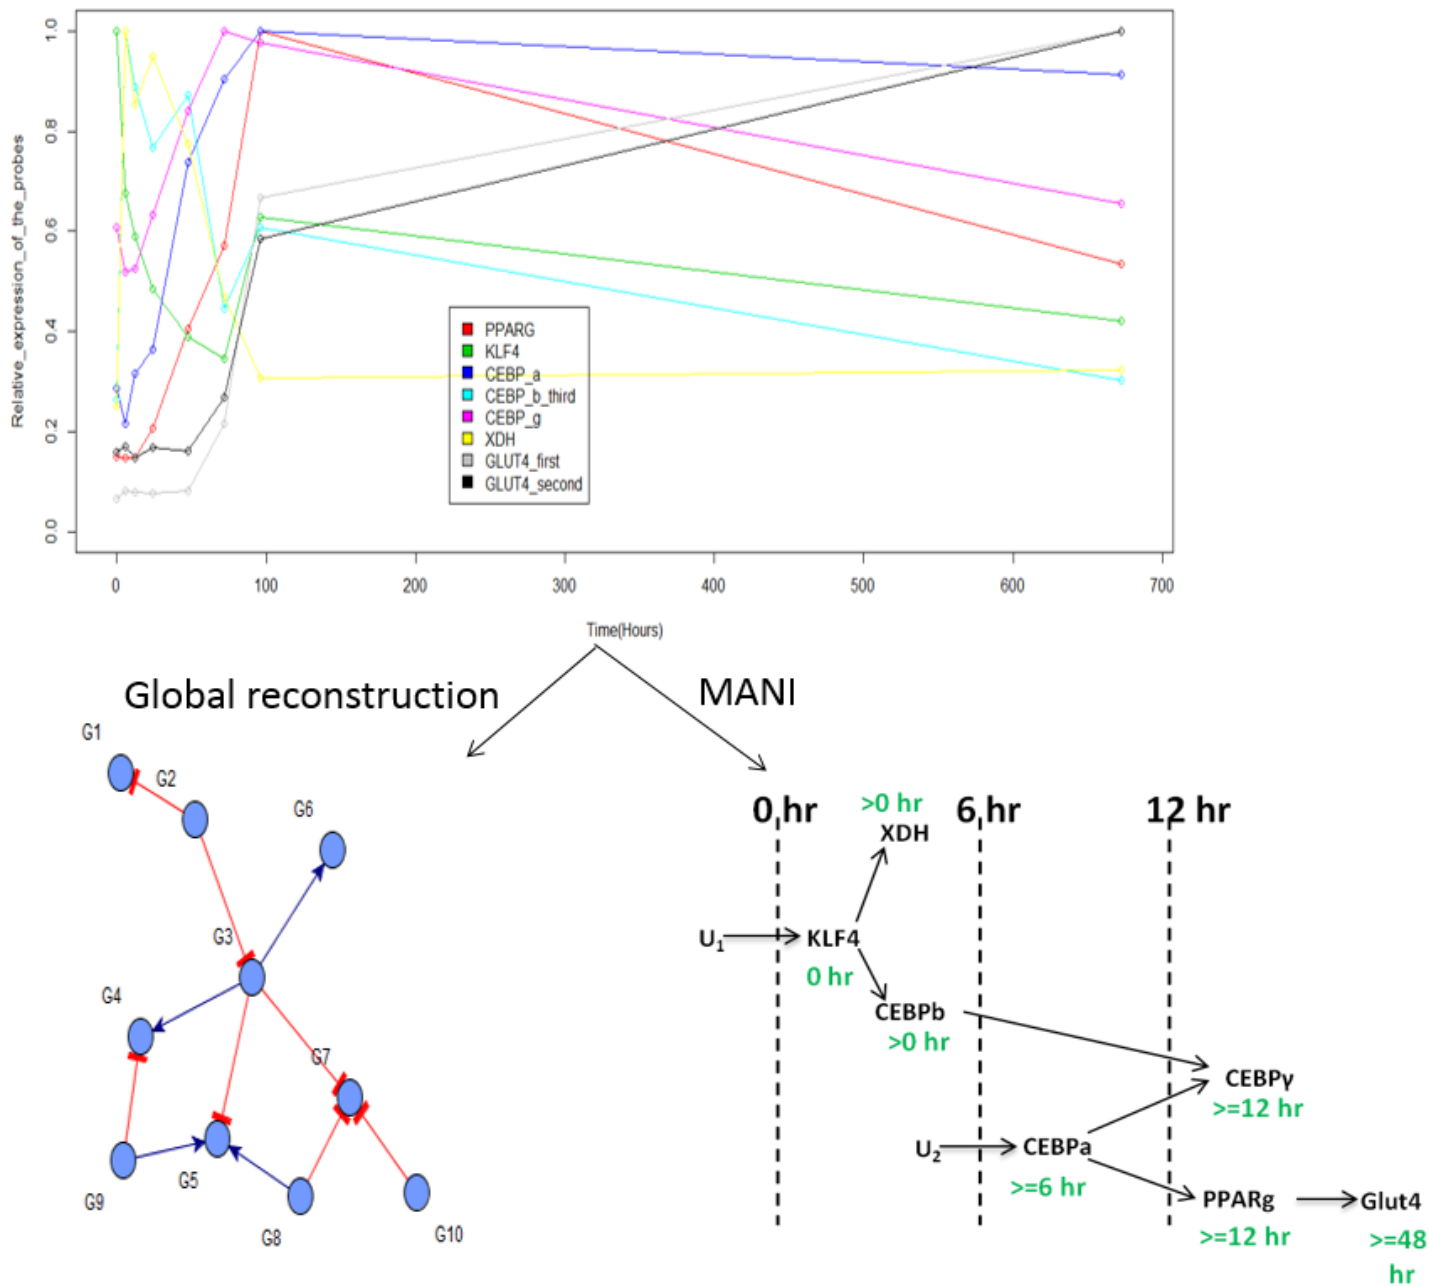 1.0
0.8
0.6
0.4
0.2
0.0
Relative_expression_of_the_probes
PPARG
KLF4
CEBP_a
CEBP_b_third
CEBP_g
XDH
GLUT4_first
GLUT4_second
0 100 200 300 400 500 600 700
Time(Hours)
Global reconstruction
MANI
G1
G2
G6
G3
G4
G7
G5
G9
G8
G10
0 hr
>0 hr
6 hr
12 hr
XDH
U1
KLF4
0 hr
CEBPb
>0 hr
CEBPγ
>=12 hr
U2
CEBPa
>=6 hr
PPARg
Glut4
>=12 hr
>=48
hr